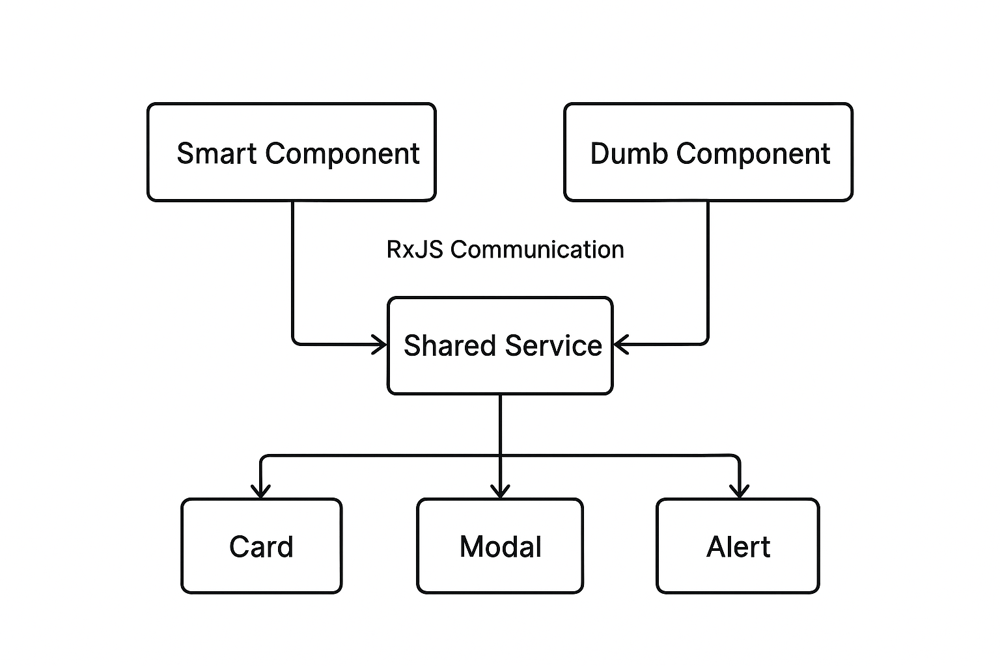 Smart Component
Dumb Component
RxJS Communication
Shared Service
Card
Modal
Alert